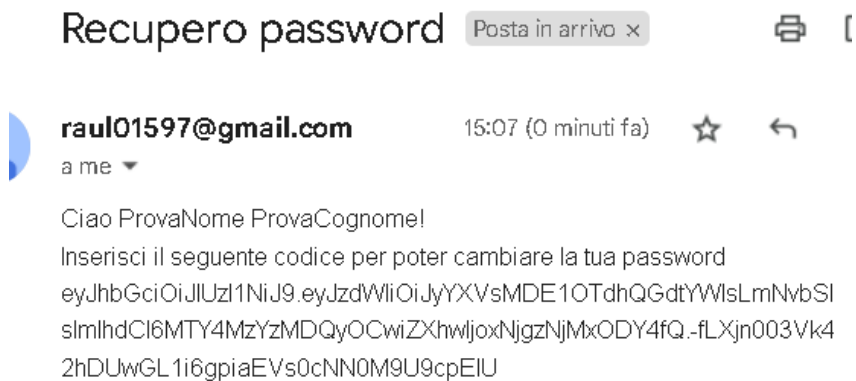 Recupero password Posta in arrivo ×
raul01597@gmail.com 15:07 (0 minuti fa)
a me
Ciao ProvaNome ProvaCognome!
Inserisci il seguente codice per poter cambiare la tua password
eyJhbGciOiJIUzI1NiJ9.eyJzdWIiOiJyYXVsMDE1OTdhQGdtYWlsLmNvbSI
sImlhdCI6MTY4MzYzMDQyOCwiZXhwIjoxNjgzNjMxODY4fQ.-fLXjn003Vk4
2hDUwGL1i6gpiaEVs0cNN0M9U9cpEIU